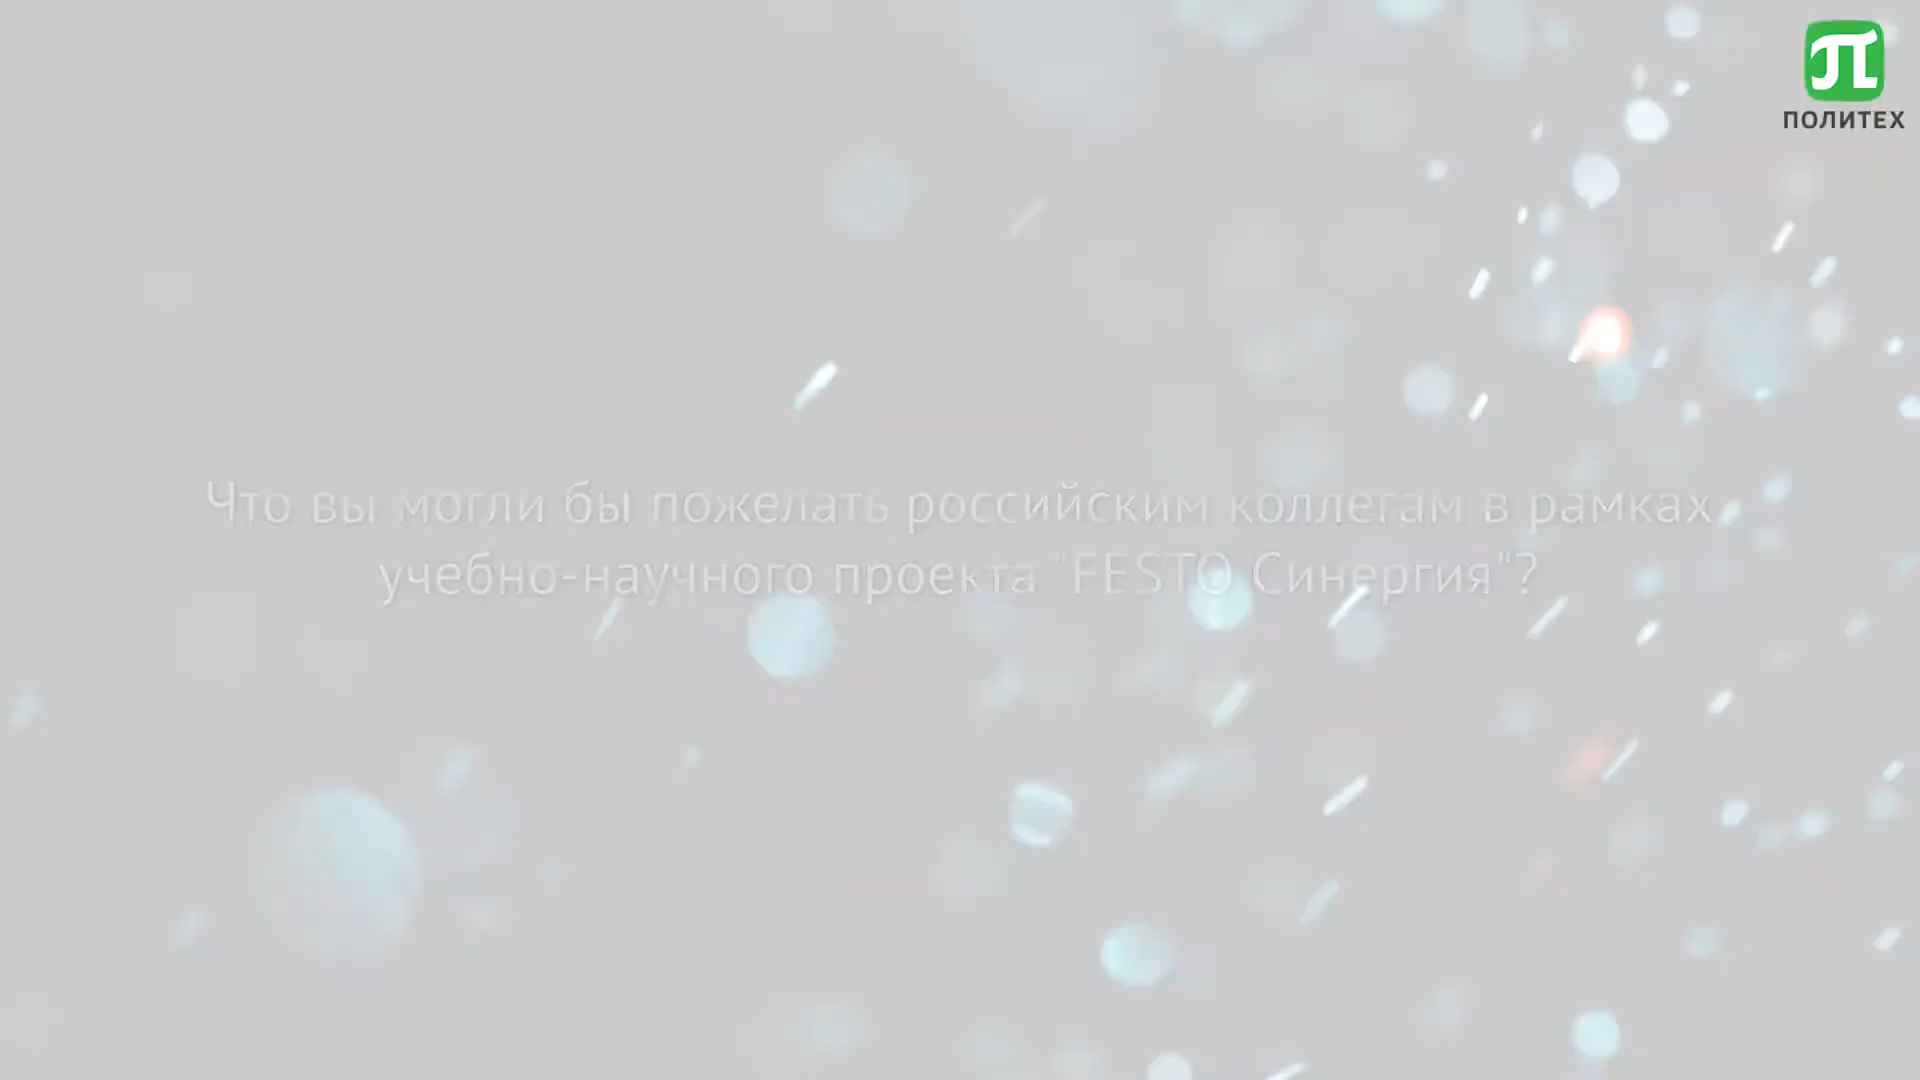 ПОЛИТЕХ
Что вы могли бы пожелать российским коллегам в рамках
учебно-научного проекта "FESTO Синергия"?